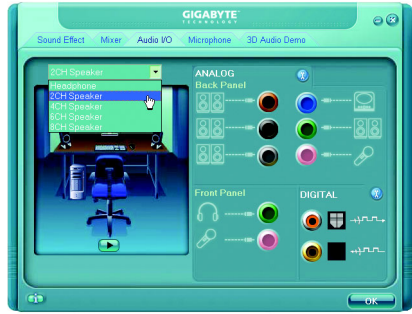 GIGABYTE
TECHNOLOGY
Sound Effect Mixer Audio I/O Microphone 3D Audio Demo
2CH Speaker
Headphone
2CH Speaker
4CH Speaker
6CH Speaker
8CH Speaker
ANALOG
Back Panel
Front Panel
DIGITAL
OK